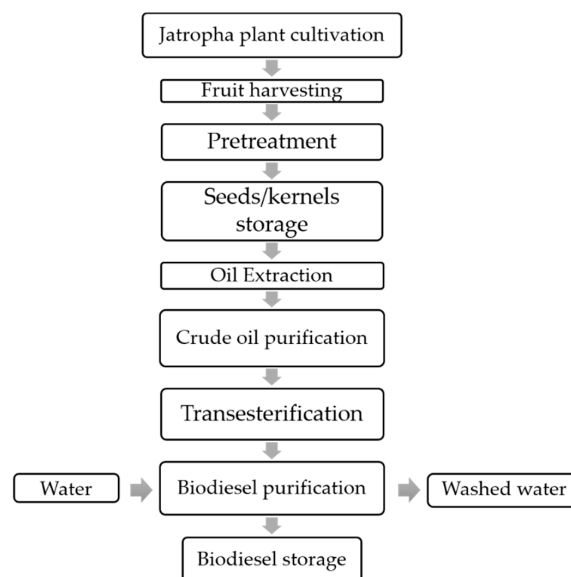 Jatropha plant cultivation
Fruit harvesting
Pretreatment
Seeds/kernels
storage
Oil Extraction
Crude oil purification
Transesterification
Water
Biodiesel purification
Washed water
Biodiesel storage